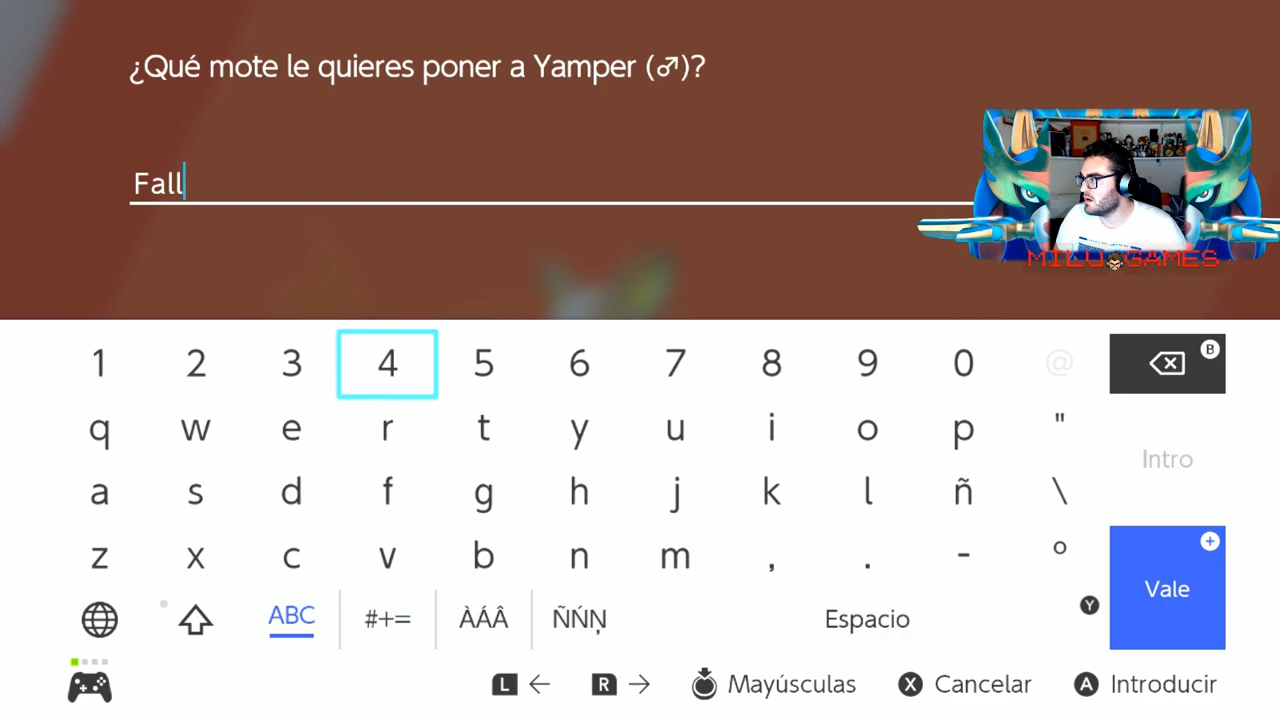 ¿Qué mote le quieres poner a Yamper (♂)?
Fall
MILU GAMES
1 2 3 4 5 6 7 8 9 0 @ B
q w e r t y u i o p " Intro
a s d f g h j k l ñ \
z x c v b n m , . - º + Vale
ABC #+= ÀÁÂ ÑŃŅ Espacio Y
L ← R → Mayúsculas X Cancelar A Introducir